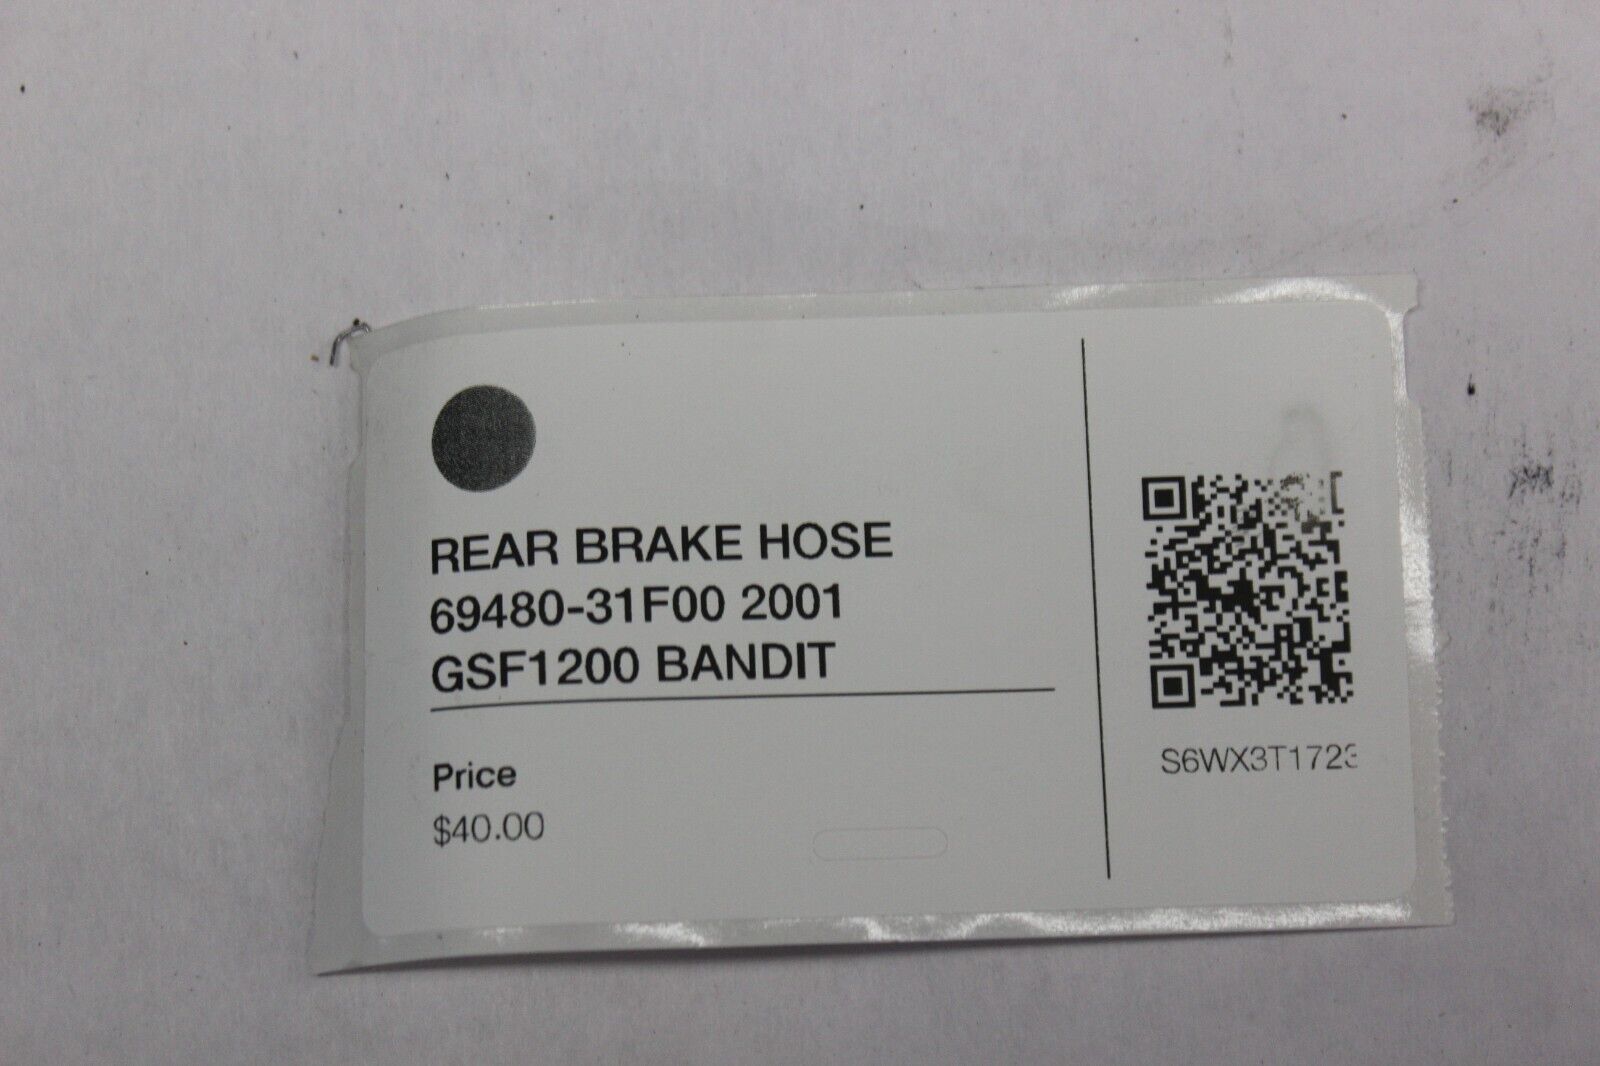 REAR BRAKE HOSE
69480-31F00 2001
GSF1200 BANDIT
Price
$40.00
S6WX3T1723